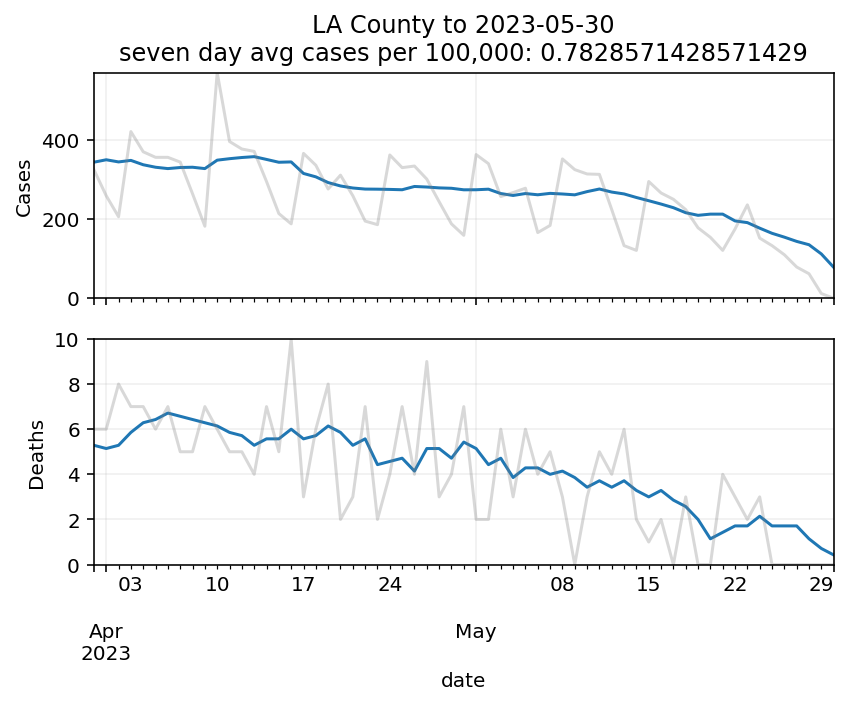 LA County to 2023-05-30
seven day avg cases per 100,000: 0.7828571428571429
400
Cases
200
0
10
8
6
Deaths
4
2
0
03 10 17 24 08 15 22 29
Apr May
2023
date